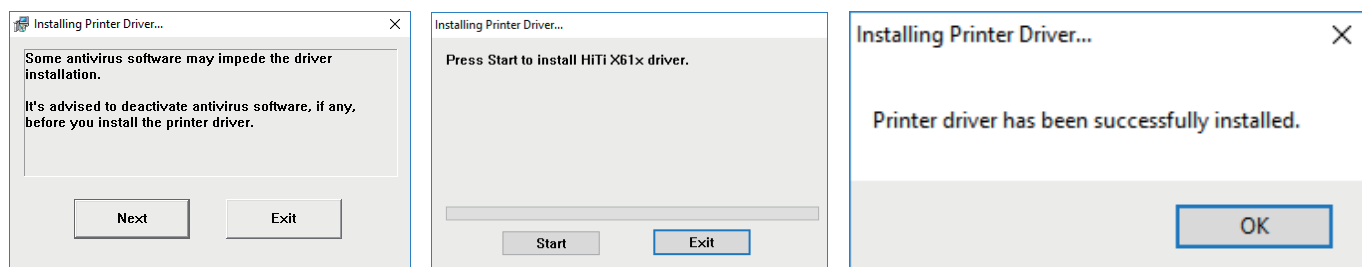 Installing Printer Driver...
Some antivirus software may impede the driver
installation.
It's advised to deactivate antivirus software, if any,
before you install the printer driver.
Next
Exit
Installing Printer Driver...
Press Start to install HiTi X61x driver.
Start
Exit
Installing Printer Driver...
Printer driver has been successfully installed.
OK